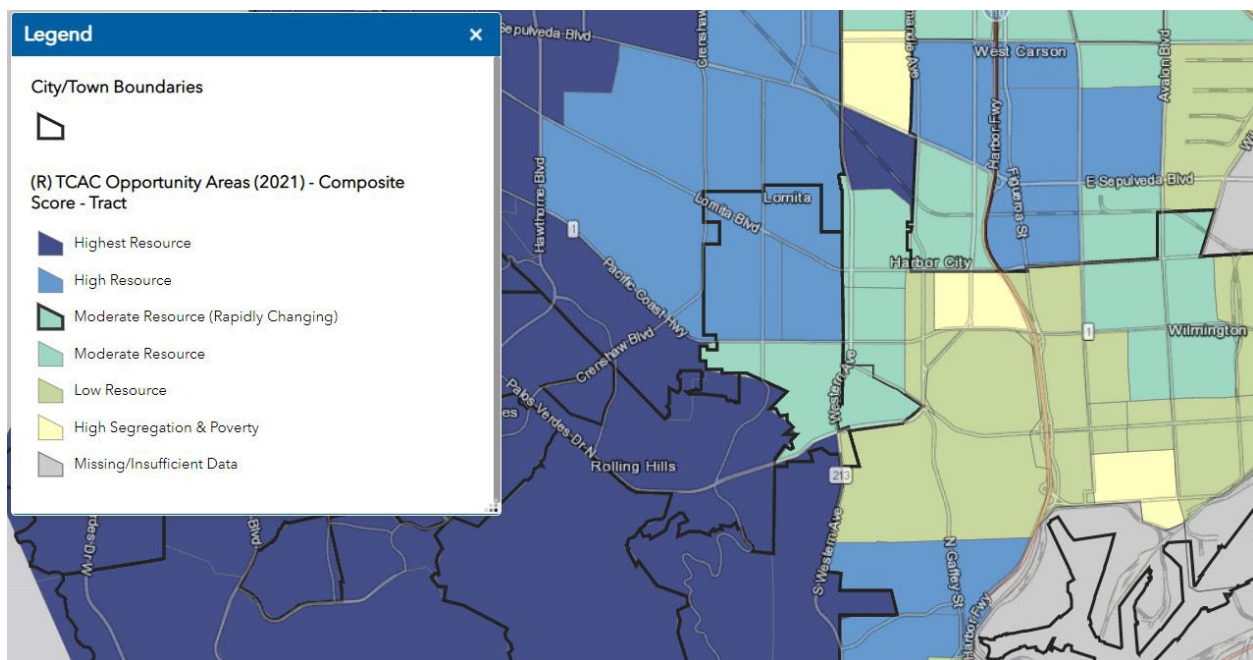 Legend
City/Town Boundaries
(R) TCAC Opportunity Areas (2021) - Composite
Score - Tract
Highest Resource
High Resource
Moderate Resource (Rapidly Changing)
Moderate Resource
Low Resource
High Segregation & Poverty
Missing/Insufficient Data
Sepulveda Blvd
Crenshaw
Ave
West Carson
Avalon Blvd
Harbor Fwy
Figueroa St
E Sepulveda Blvd
Hawthorne Blvd
1
Lomita
Lomita Blvd
Harbor City
Pacific Coast Hwy
Crenshaw Blvd
1
Wilmington
Western Ave
Palos Verdes Dr N
Rolling Hills
213
S Western Ave
N Gaffey St
Harbor Fwy
Dr W
Blvd